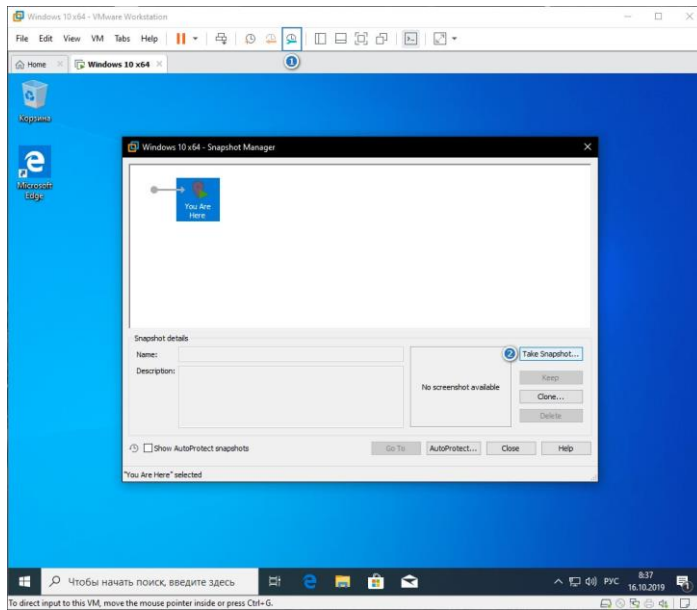 Windows 10 x64 - VMware Workstation
File Edit View VM Tabs Help
1
Home
Windows 10 x64
Корзина
Microsoft
Edge
Windows 10 x64 - Snapshot Manager
You Are
Here
Snapshot details
Name:
Description:
No screenshot available
2
Take Snapshot...
Keep
Clone...
Delete
Show AutoProtect snapshots
Go To
AutoProtect...
Close
Help
"You Are Here" selected
Чтобы начать поиск, введите здесь
РУС
8:37
16.10.2019
To direct input to this VM, move the mouse pointer inside or press Ctrl+G.